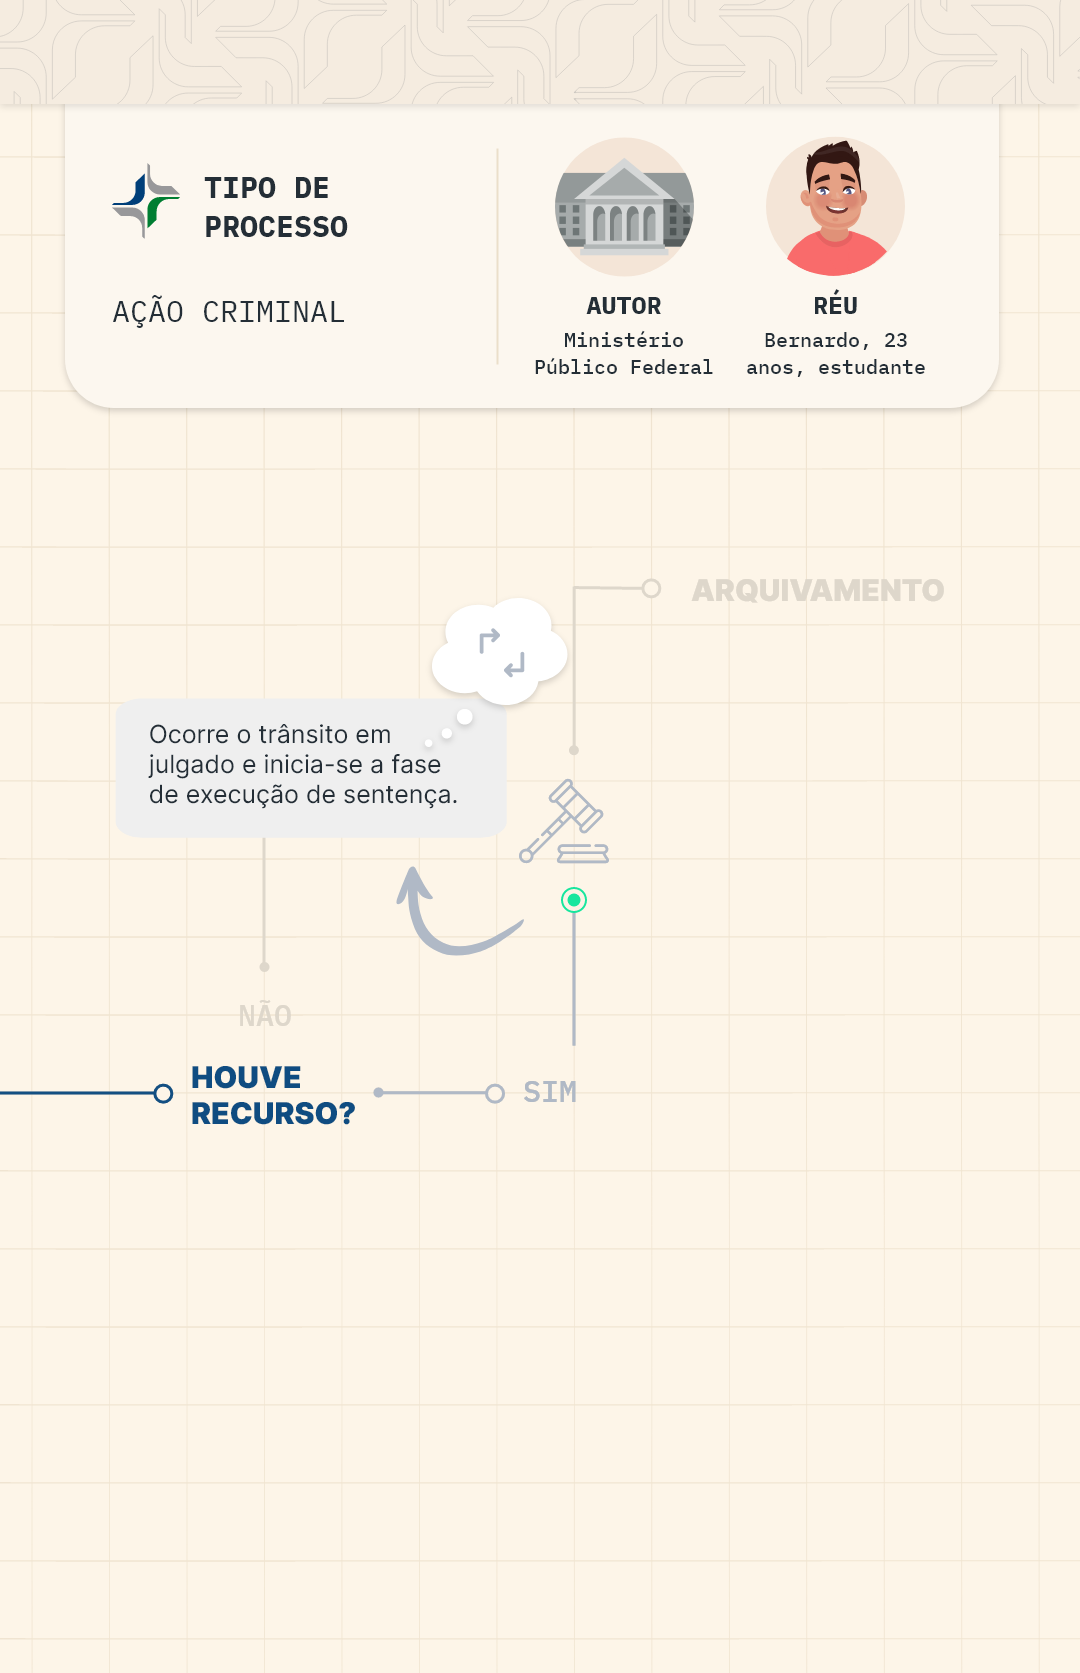 TIPO DE
PROCESSO
AÇÃO CRIMINAL
AUTOR
Ministério
Público Federal
RÉU
Bernardo, 23
anos, estudante
ARQUIVAMENTO
Ocorre o trânsito em
julgado e inicia-se a fase
de execução de sentença.
NÃO
HOUVE
RECURSO?
SIM